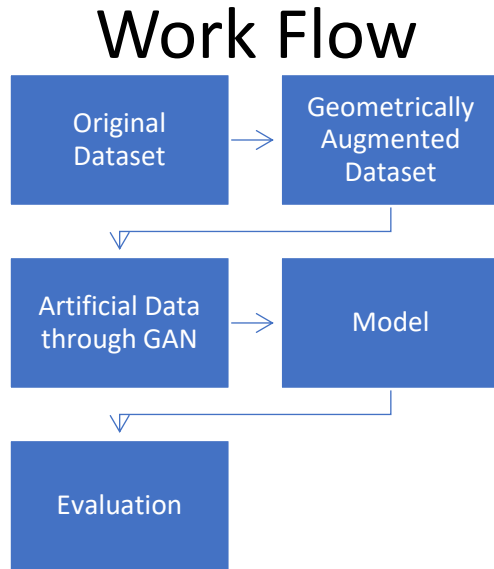 Work Flow
Original
Dataset
Geometrically
Augmented
Dataset
Artificial Data
through GAN
Model
Evaluation